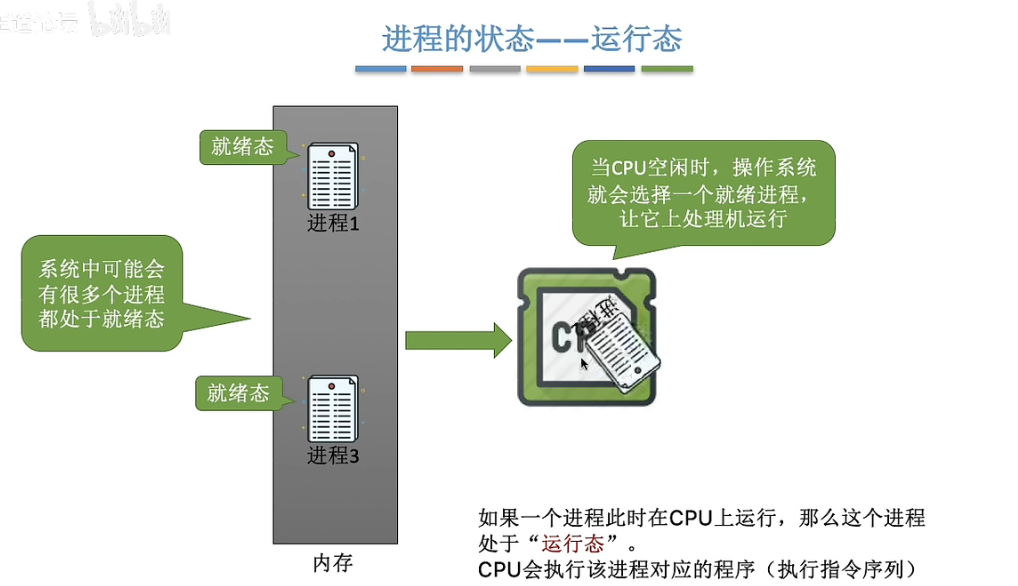 bilibili
进程的状态——运行态
就绪态
进程1
当CPU空闲时，操作系统
就会选择一个就绪进程，
让它上处理机运行
系统中可能会
有很多个进程
都处于就绪态
进程2
就绪态
进程3
内存
如果一个进程此时在CPU上运行，那么这个进程
处于“运行态”。
CPU会执行该进程对应的程序（执行指令序列）